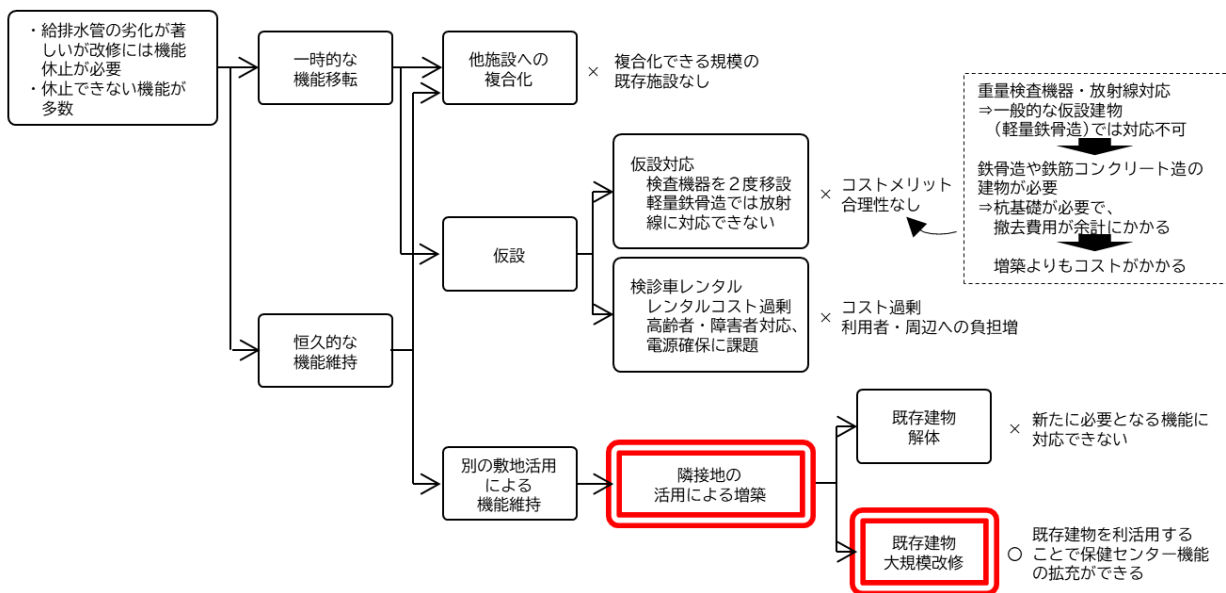 ・給排水管の劣化が著
しいが改修には機能
休止が必要
・休止できない機能が
多数
一時的な
機能移転
他施設への
複合化
× 複合化できる規模の
既存施設なし
重量検査機器・放射線対応
⇒一般的な仮設建物
（軽量鉄骨造）では対応不可
鉄骨造や鉄筋コンクリート造の
建物が必要
⇒杭基礎が必要で、
撤去費用が余計にかかる
増築よりもコストがかかる
仮設対応
検査機器を２度移設
軽量鉄骨造では放射
線に対応できない
× コストメリット
合理性なし
仮設
検診車レンタル
レンタルコスト過剰
高齢者・障害者対応、
電源確保に課題
× コスト過剰
利用者・周辺への負担増
恒久的な
機能維持
別の敷地活用
による
機能維持
隣接地の
活用による増築
既存建物
解体
× 新たに必要となる機能に
対応できない
既存建物
大規模改修
○ 既存建物を利活用する
ことで保健センター機能
の拡充ができる